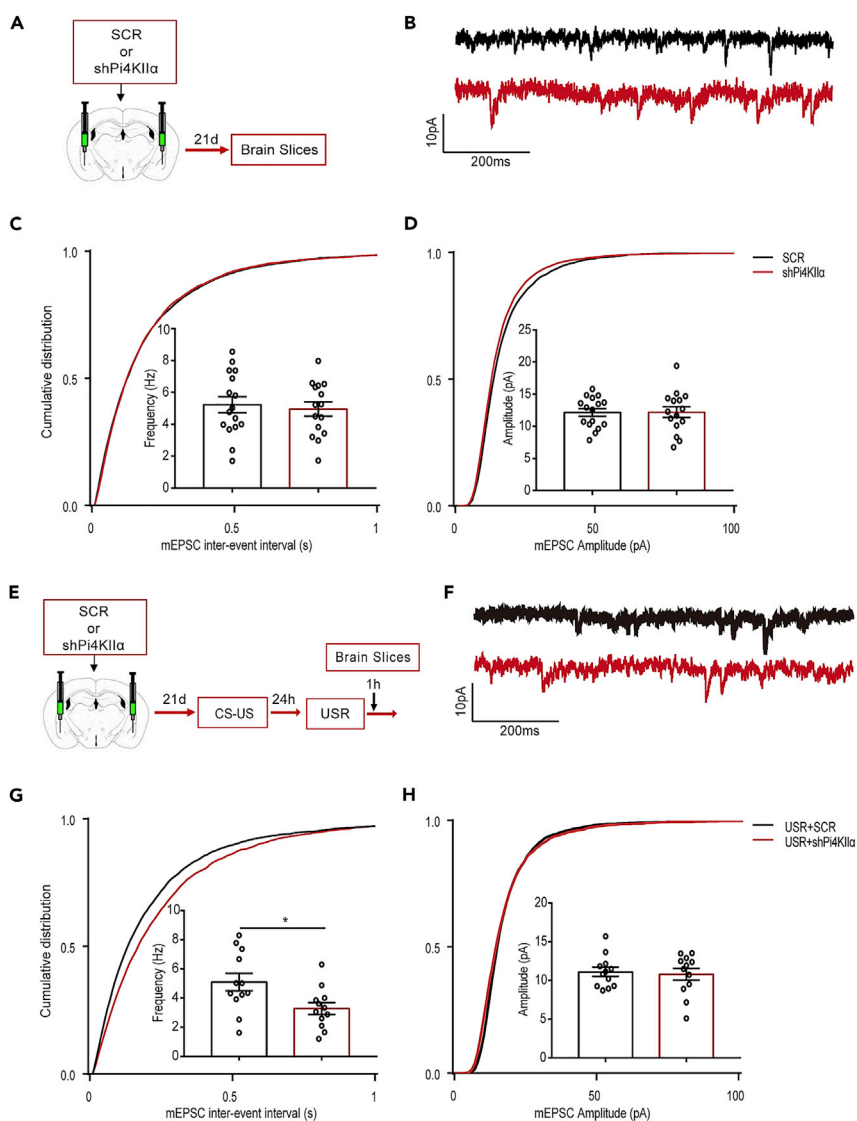 A
SCR
or
shPi4KIIα
21d
Brain Slices
B
10pA
200ms
C
Cumulative distribution
1.0
0.5
0.0
0
0.5
1
mEPSC inter-event interval (s)
Frequency (Hz)
10
8
6
4
2
0
D
1.0
0.5
0.0
0
50
100
mEPSC Amplitude (pA)
Amplitude (pA)
25
20
15
10
5
0
SCR
shPi4KIIα
E
SCR
or
shPi4KIIα
21d
CS-US
24h
USR
1h
Brain Slices
F
10pA
200ms
G
Cumulative distribution
1.0
0.5
0.0
0
0.5
1
mEPSC inter-event interval (s)
Frequency (Hz)
10
8
6
4
2
0
*
H
1.0
0.5
0.0
0
50
100
mEPSC Amplitude (pA)
Amplitude (pA)
20
15
10
5
0
USR+SCR
USR+shPi4KIIα